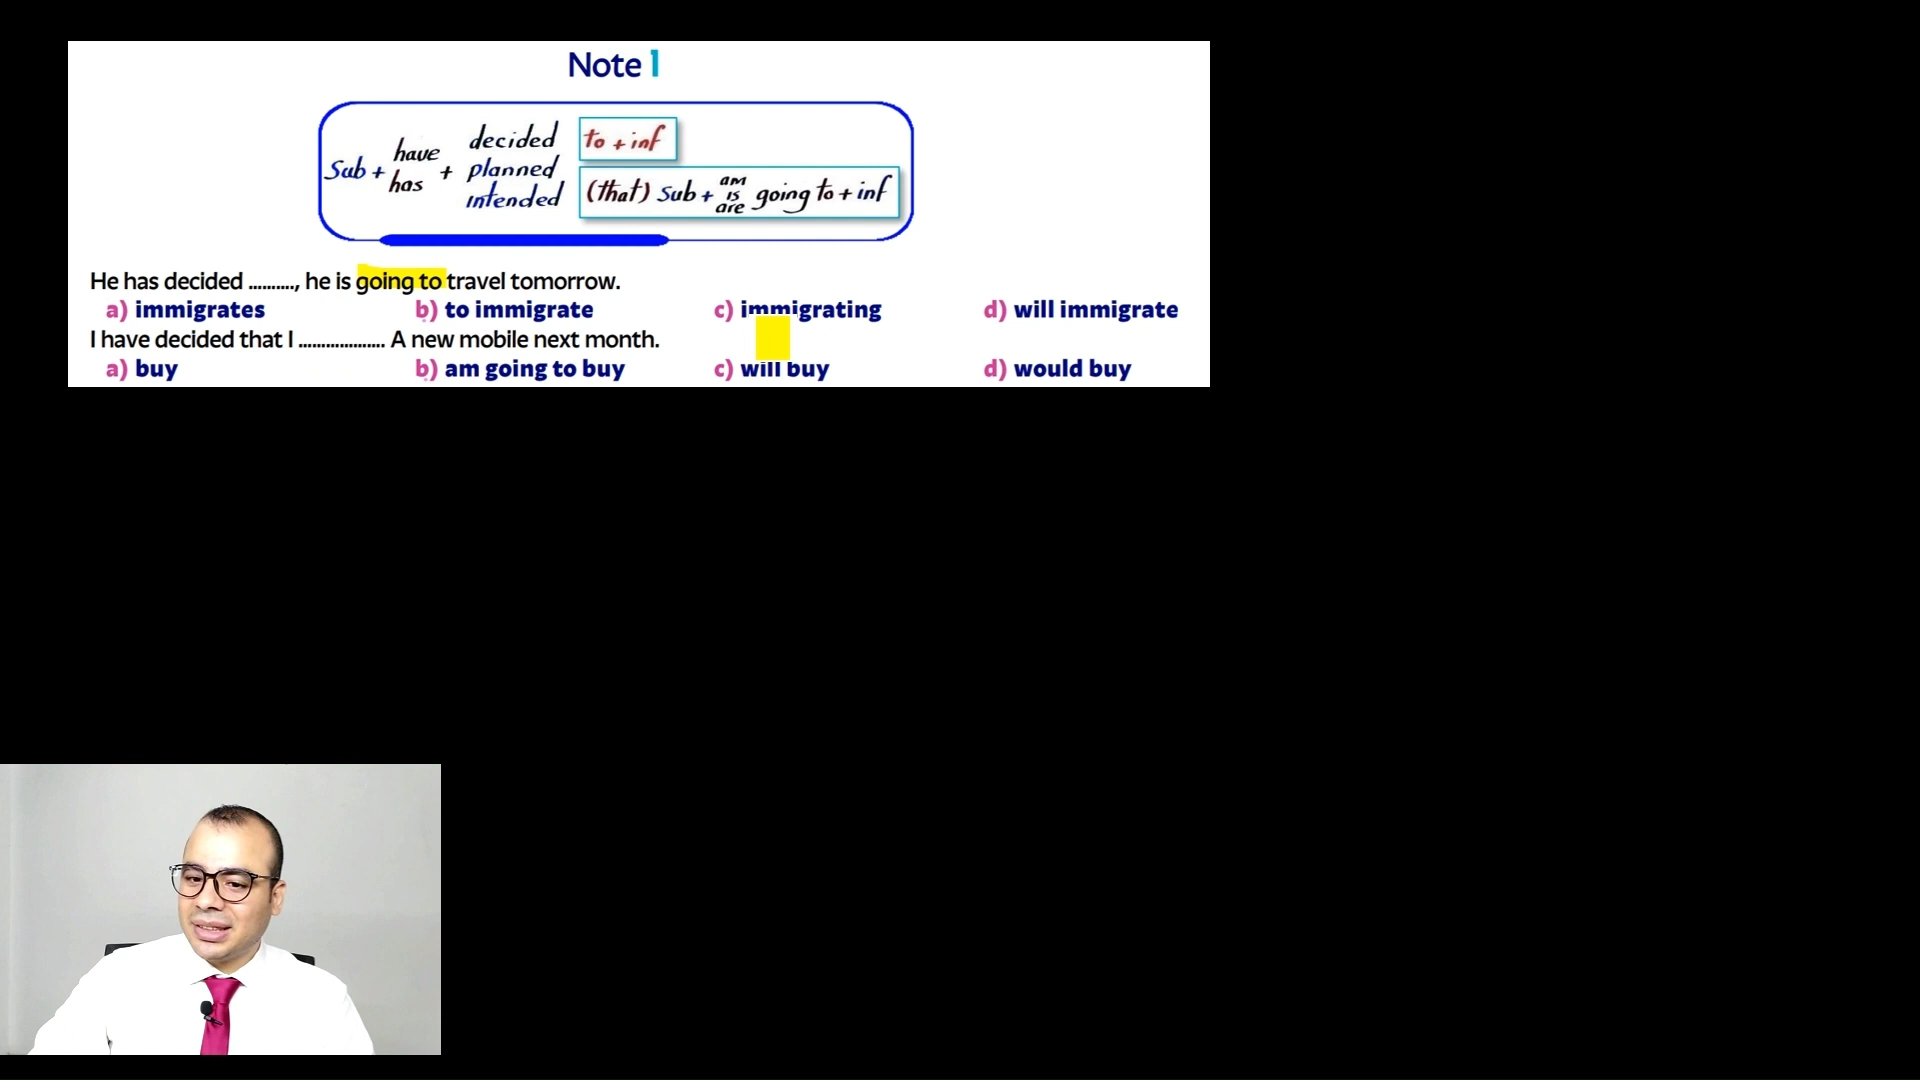 Note 1
Sub + have has + decided planned intended to + inf
(that) Sub + am is are going to + inf
He has decided .........., he is going to travel tomorrow.
a) immigrates b) to immigrate c) immigrating d) will immigrate
I have decided that I .................. A new mobile next month.
a) buy b) am going to buy c) will buy d) would buy